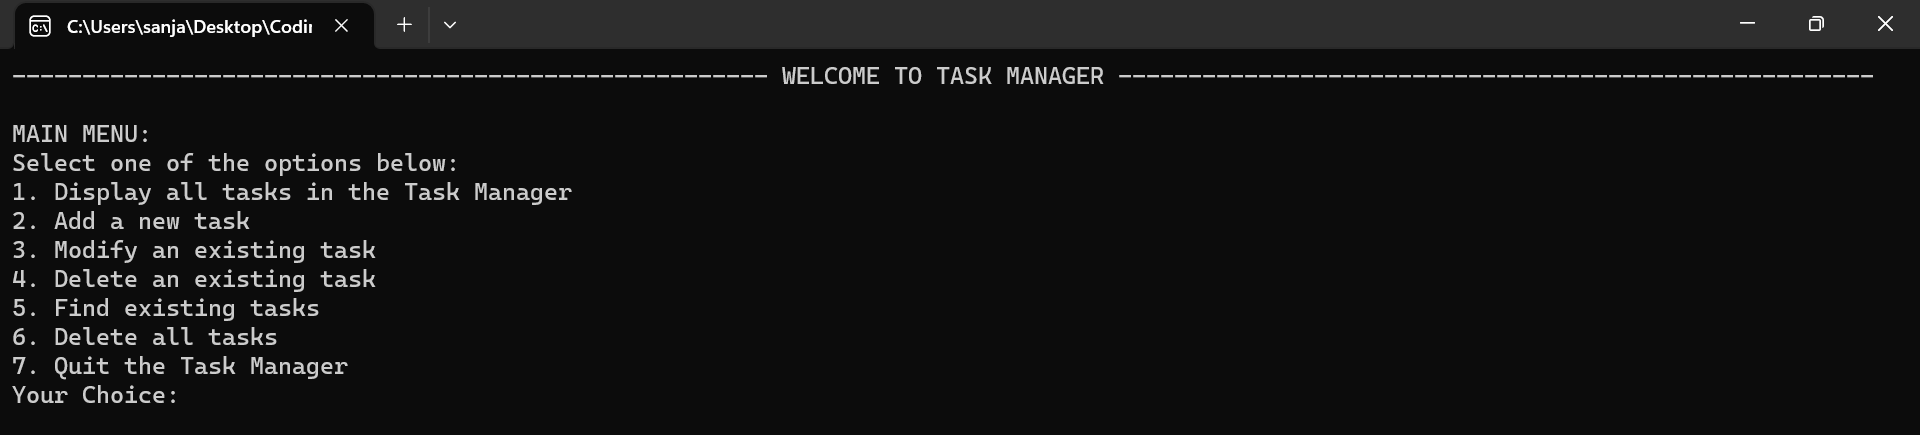 C:\Users\sanja\Desktop\Codin
------------------------------------------------------ WELCOME TO TASK MANAGER ------------------------------------------------------
MAIN MENU:
Select one of the options below:
1. Display all tasks in the Task Manager
2. Add a new task
3. Modify an existing task
4. Delete an existing task
5. Find existing tasks
6. Delete all tasks
7. Quit the Task Manager
Your Choice: